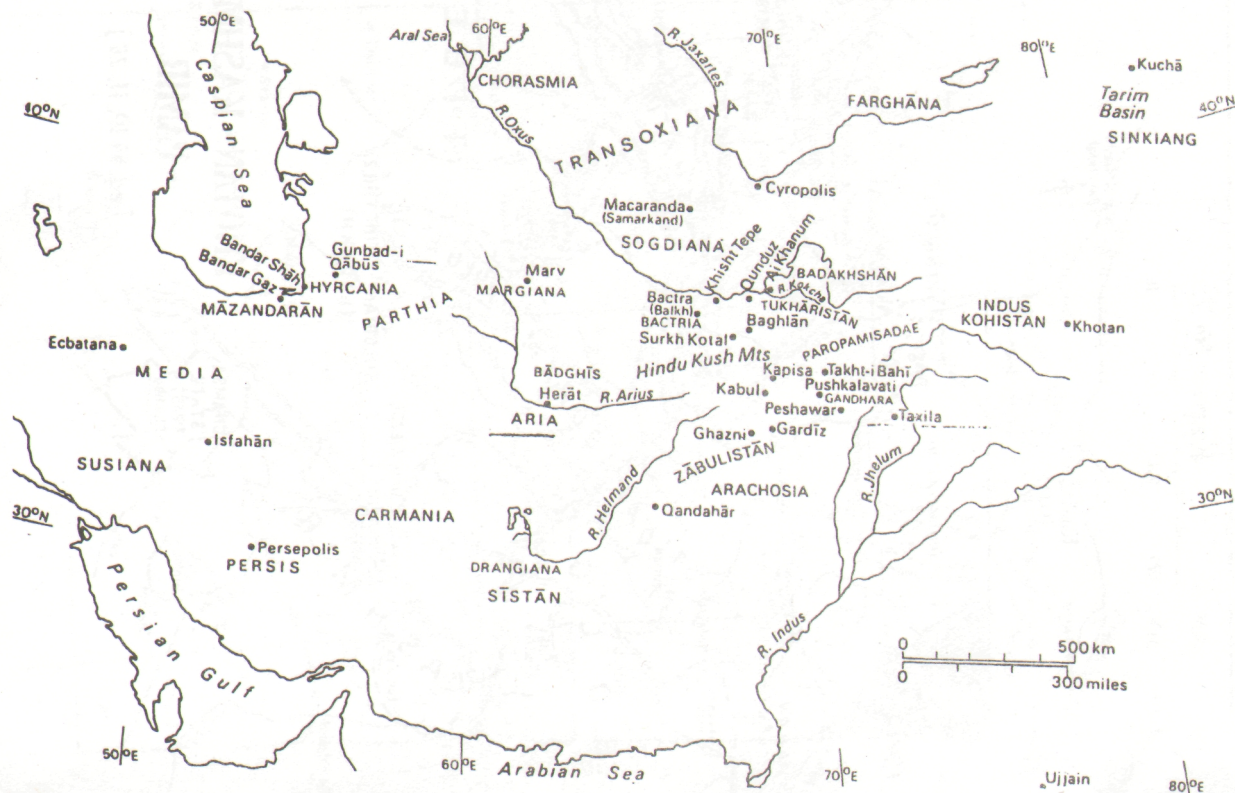 50°E
60°E
70°E
80°E
Aral Sea
R. Jaxartes
Kuchā
Caspian Sea
CHORASMIA
Tarim
Basin
40°N
40°N
FARGHĀNA
SINKIANG
R. Oxus
TRANSOXIANA
Cyropolis
Macaranda
(Samarkand)
SOGDIANA
Khisht Tepe
Qunduz
Ai Khanum
Bandar Shāh
Bandar Gaz
Gunbad-i
Qābūs
HYRCANIA
MĀZANDARĀN
Marv
MARGIANA
BADAKHSHĀN
R. Kokcha
TUKHĀRISTĀN
Bactra
(Balkh)
BACTRIA
Baghlān
Surkh Kotal
INDUS
KOHISTAN
Khotan
PARTHIA
Ecbatana
MEDIA
PAROPAMISADAE
Hindu Kush Mts
BĀDGHĪS
Herāt
R. Arius
ARIA
Kapisa
Takht-i Bahī
Kabul
Pushkalavati
GANDHARA
Peshawar
Taxila
Isfahān
Ghazni
Gardīz
SUSIANA
ZĀBULISTĀN
R. Jhelum
ARACHOSIA
R. Helmand
Qandahār
30°N
30°N
CARMANIA
Persepolis
PERSIS
DRANGIANA
SĪSTĀN
Persian Gulf
R. Indus
0
500 km
0
300 miles
50°E
60°E
Arabian Sea
70°E
Ujjain
80°E